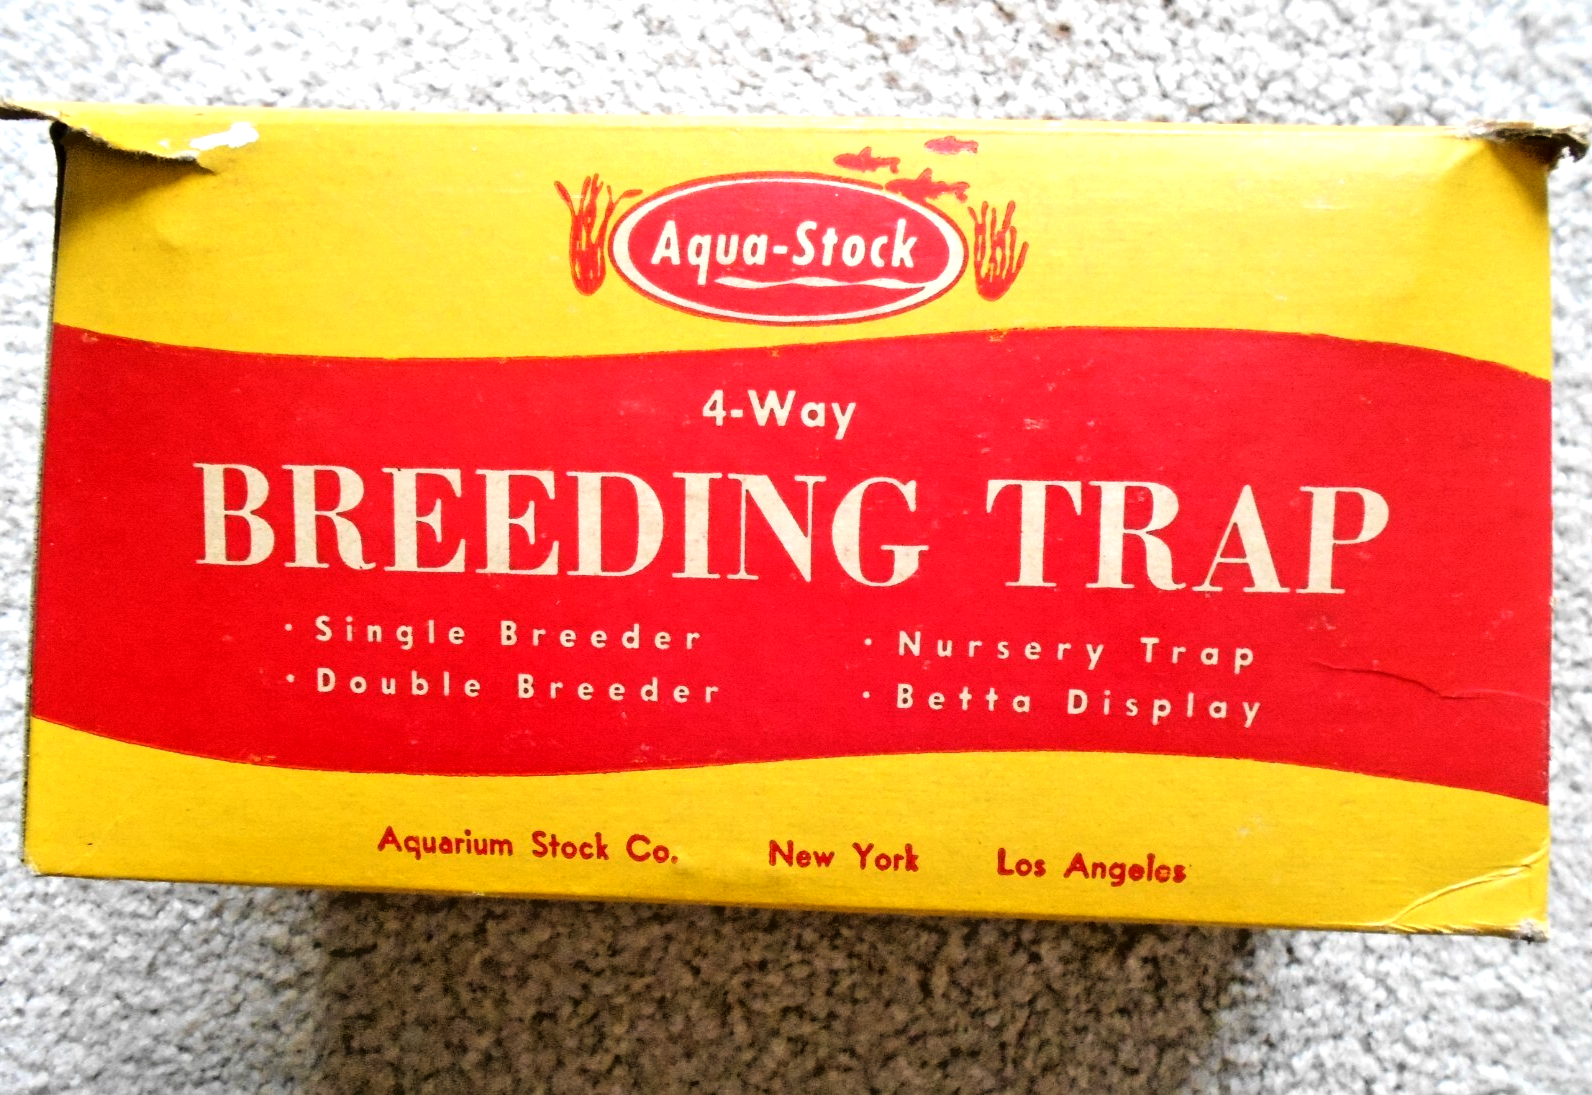 Aqua-Stock
4-Way
BREEDING TRAP
· Single Breeder
· Double Breeder
· Nursery Trap
· Betta Display
Aquarium Stock Co. New York Los Angeles